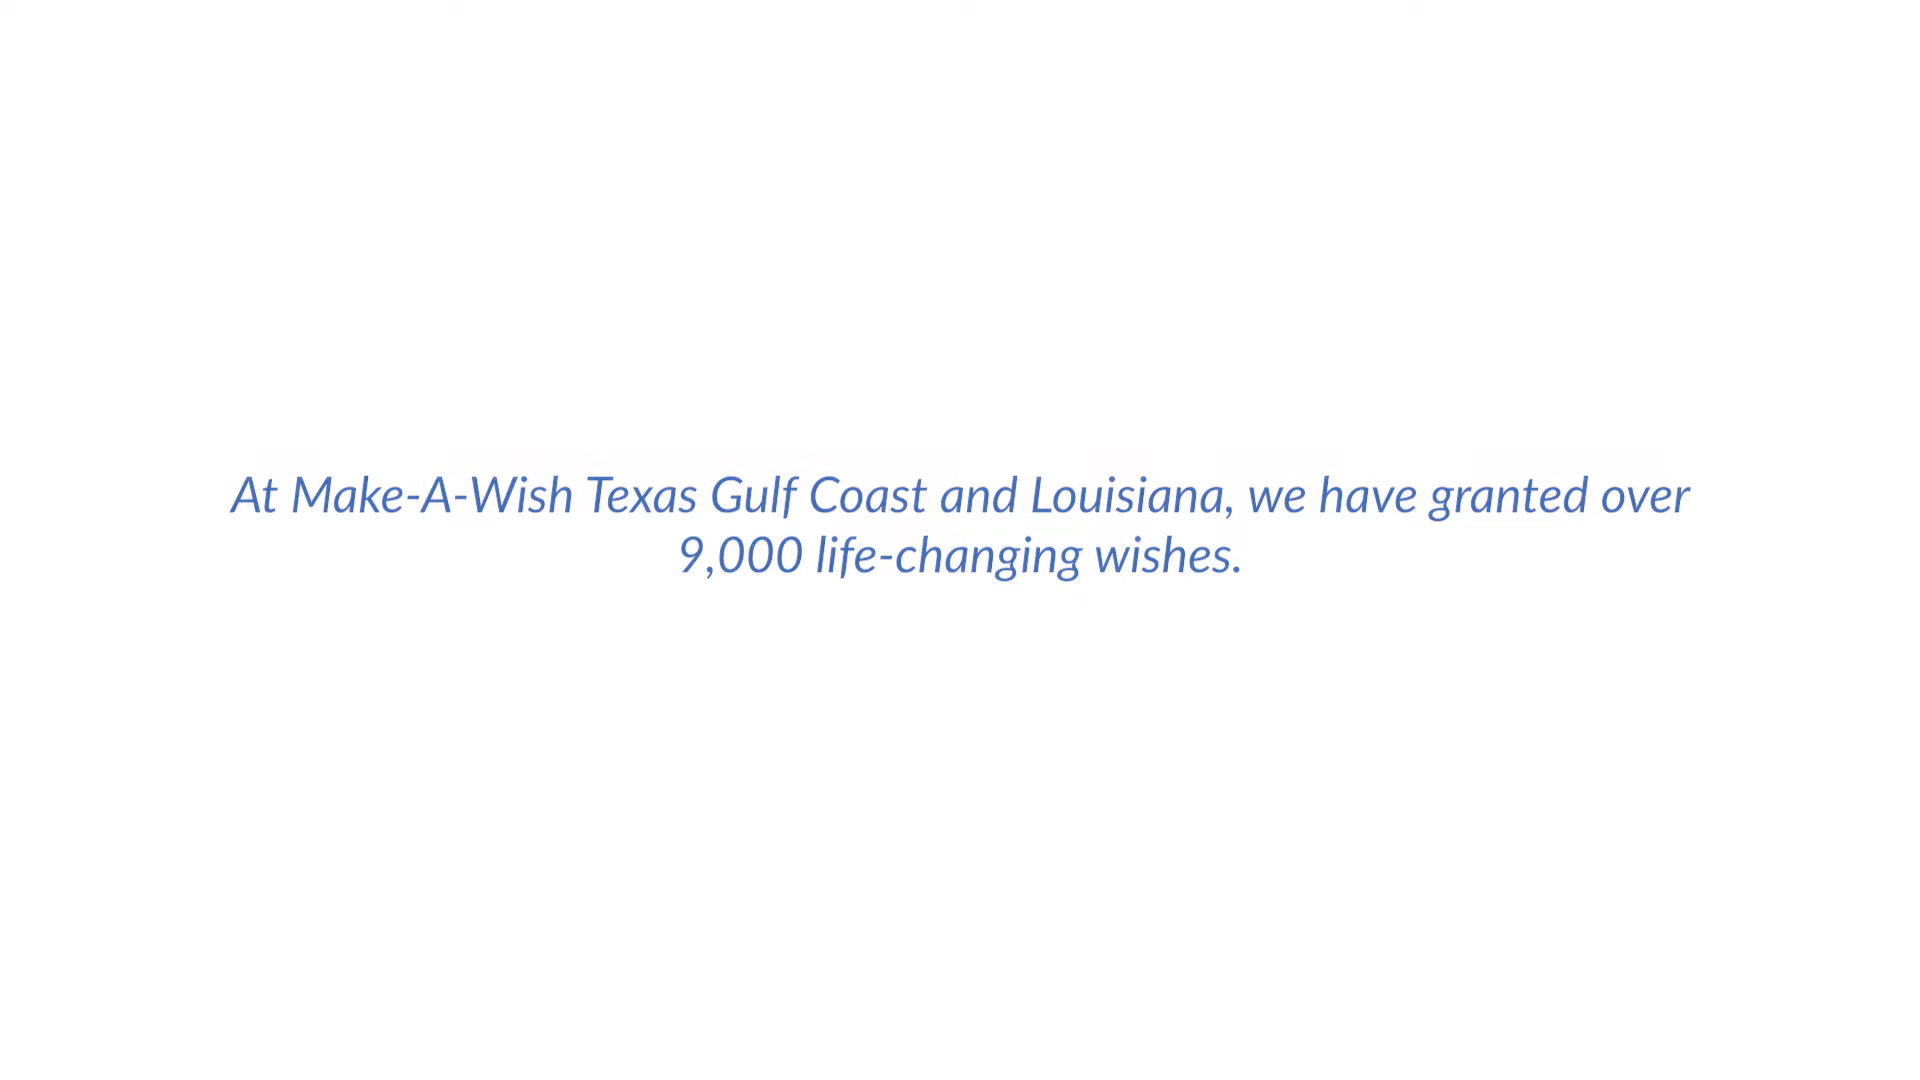 At Make-A-Wish Texas Gulf Coast and Louisiana, we have granted over
9,000 life-changing wishes.